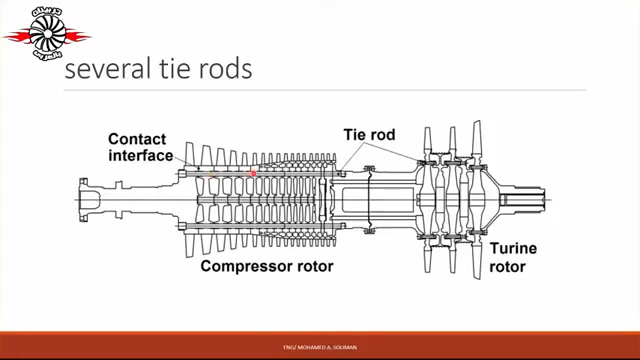 several tie rods
Contact
interface
Tie rod
Compressor rotor
Turine
rotor
ENG/ MOHAMED A. SOLIMAN